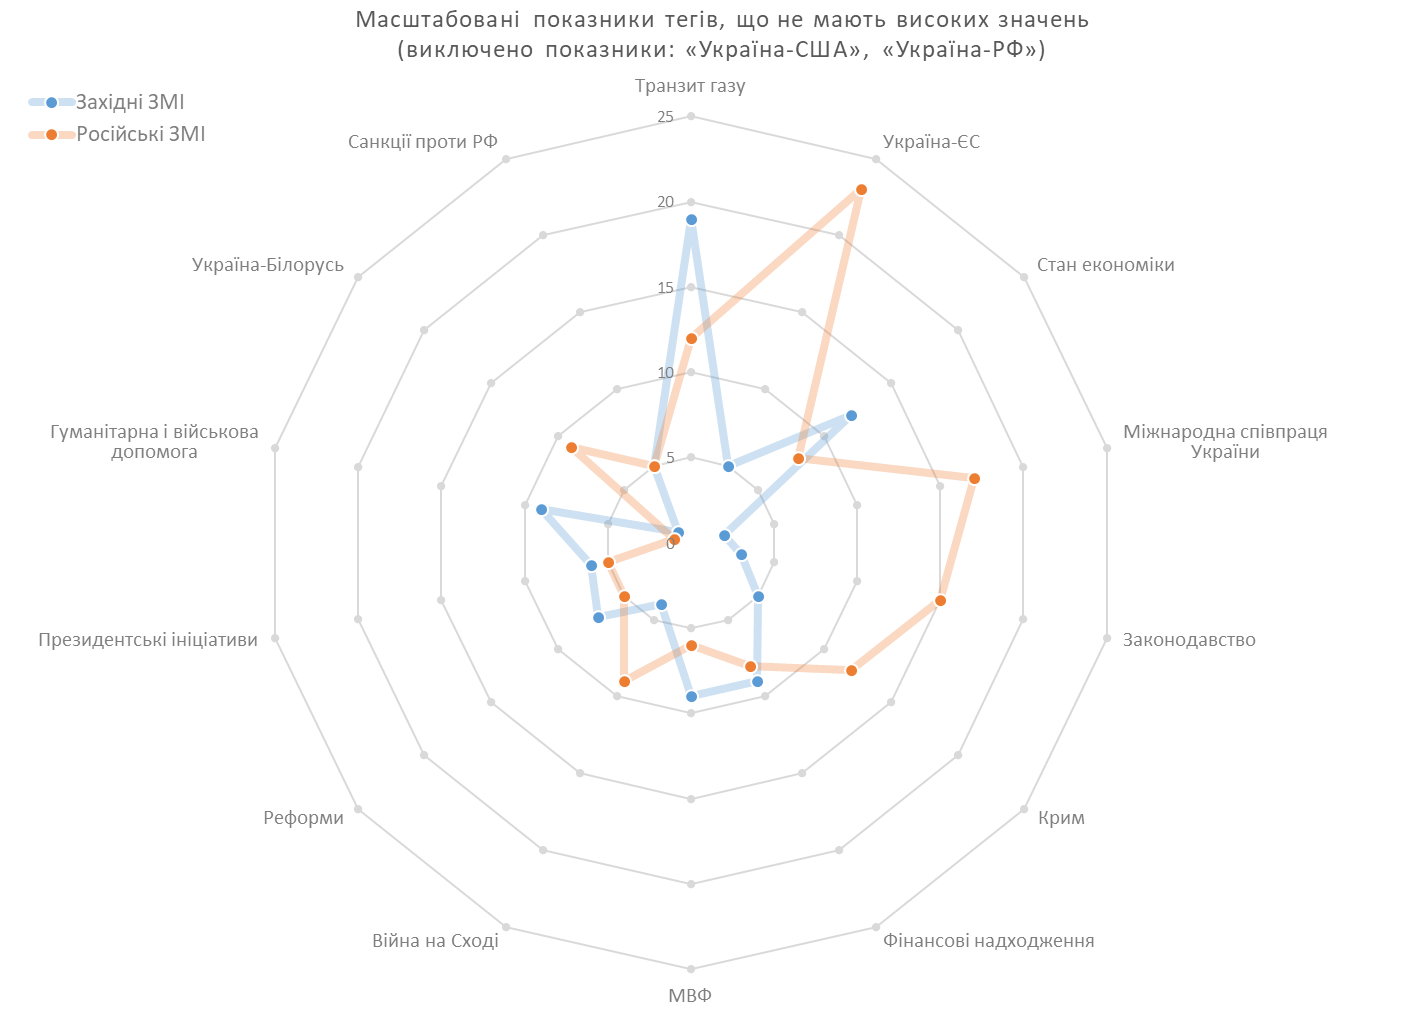 Масштабовані показники тегів, що не мають високих значень
(виключено показники: «Україна-США», «Україна-РФ»)
Західні ЗМІ
Російські ЗМІ
Транзит газу
Україна-ЄС
Стан економіки
Міжнародна співпраця
України
Законодавство
Крим
Фінансові надходження
МВФ
Війна на Сході
Реформи
Президентські ініціативи
Гуманітарна і військова
допомога
Україна-Білорусь
Санкції проти РФ
25
20
15
10
5
0